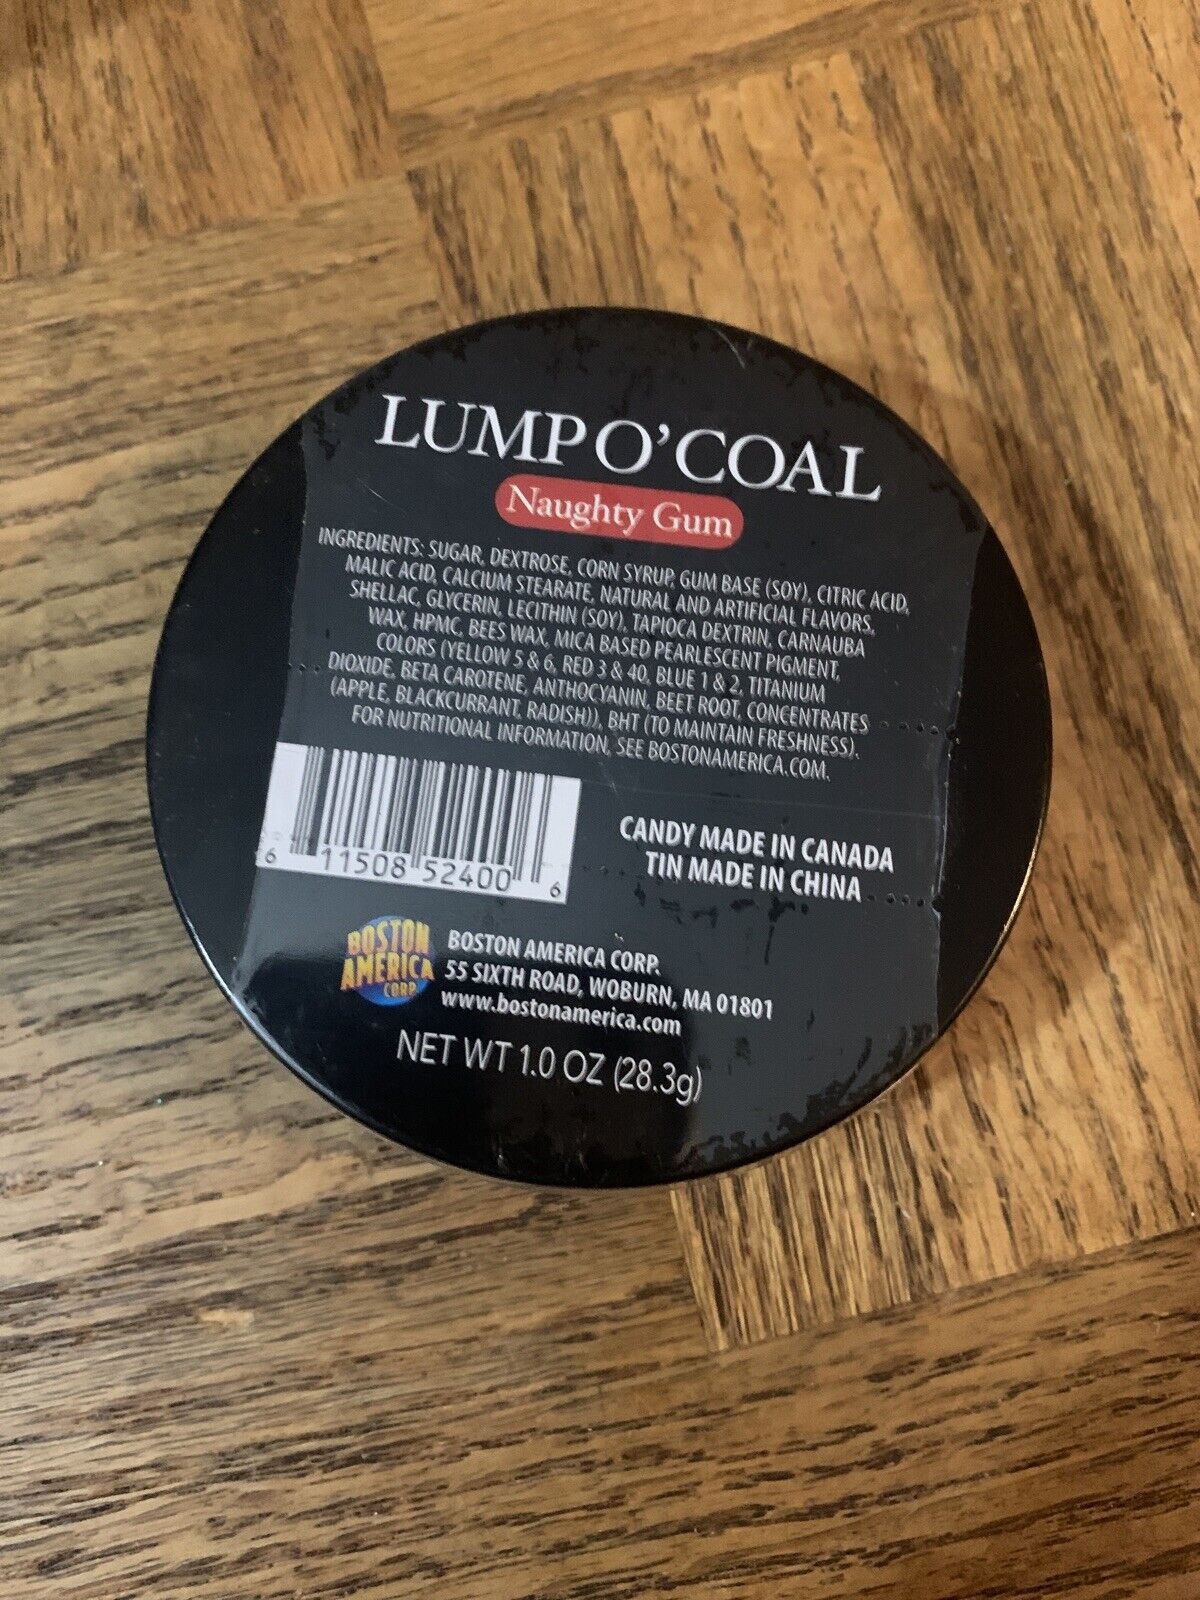 LUMP O' COAL
Naughty Gum
INGREDIENTS: SUGAR, DEXTROSE, CORN SYRUP, GUM BASE (SOY), CITRIC ACID,
MALIC ACID, CALCIUM STEARATE, NATURAL AND ARTIFICIAL FLAVORS,
SHELLAC, GLYCERIN, LECITHIN (SOY), TAPIOCA DEXTRIN, CARNAUBA
WAX, HPMC, BEES WAX, MICA BASED PEARLESCENT PIGMENT,
COLORS (YELLOW 5 & 6, RED 3 & 40, BLUE 1 & 2, TITANIUM
DIOXIDE, BETA CAROTENE, ANTHOCYANIN, BEET ROOT, CONCENTRATES
(APPLE, BLACKCURRANT, RADISH)), BHT (TO MAINTAIN FRESHNESS).
FOR NUTRITIONAL INFORMATION, SEE BOSTONAMERICA.COM.
6 11508 52400 6
CANDY MADE IN CANADA
TIN MADE IN CHINA
BOSTON
AMERICA
CORP.
BOSTON AMERICA CORP.
55 SIXTH ROAD, WOBURN, MA 01801
www.bostonamerica.com
NET WT 1.0 OZ (28.3g)